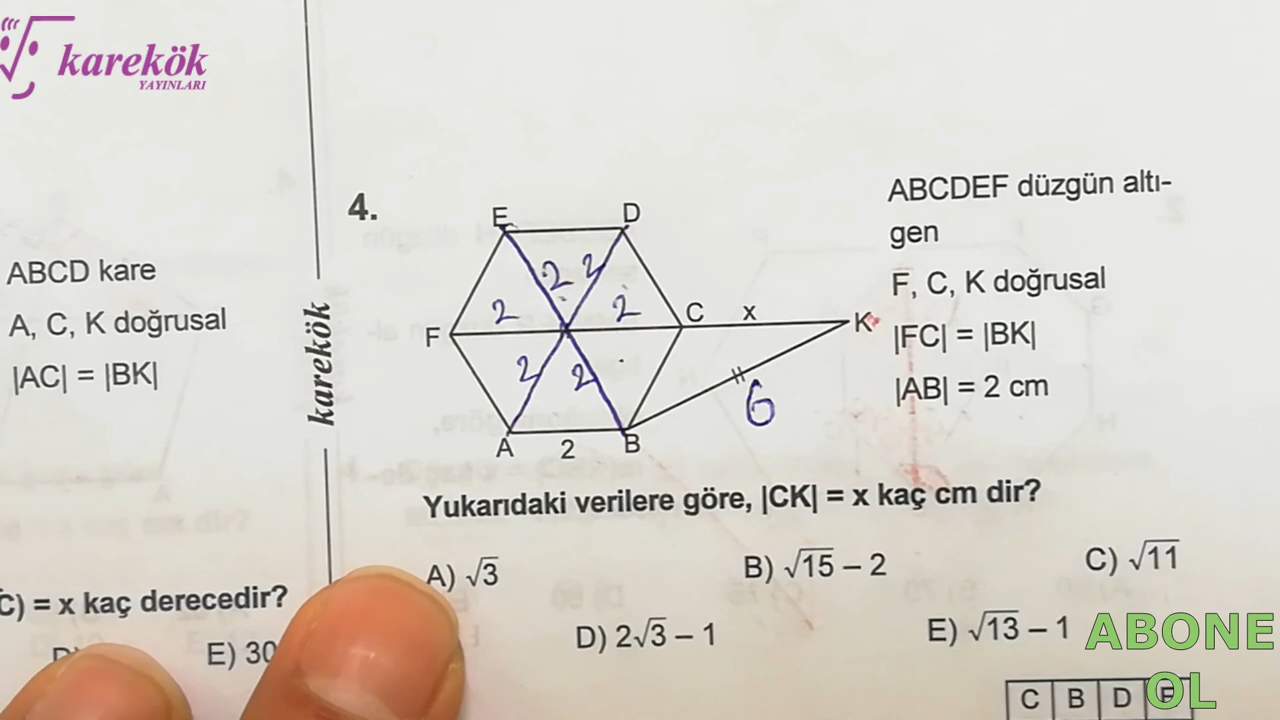 karekök
YAYINLARI
ABCD kare
A, C, K doğrusal
|AC| = |BK|
karekök
C) = x kaç derecedir?
E) 30
4.
E
D
2
2
2
2
F
C
x
K
2
2
6
A
2
B
ABCDEF düzgün altı-
gen
F, C, K doğrusal
|FC| = |BK|
|AB| = 2 cm
Yukarıdaki verilere göre, |CK| = x kaç cm dir?
A) √3
B) √15 – 2
C) √11
D) 2√3 – 1
E) √13 – 1
ABONE
OL
C B D